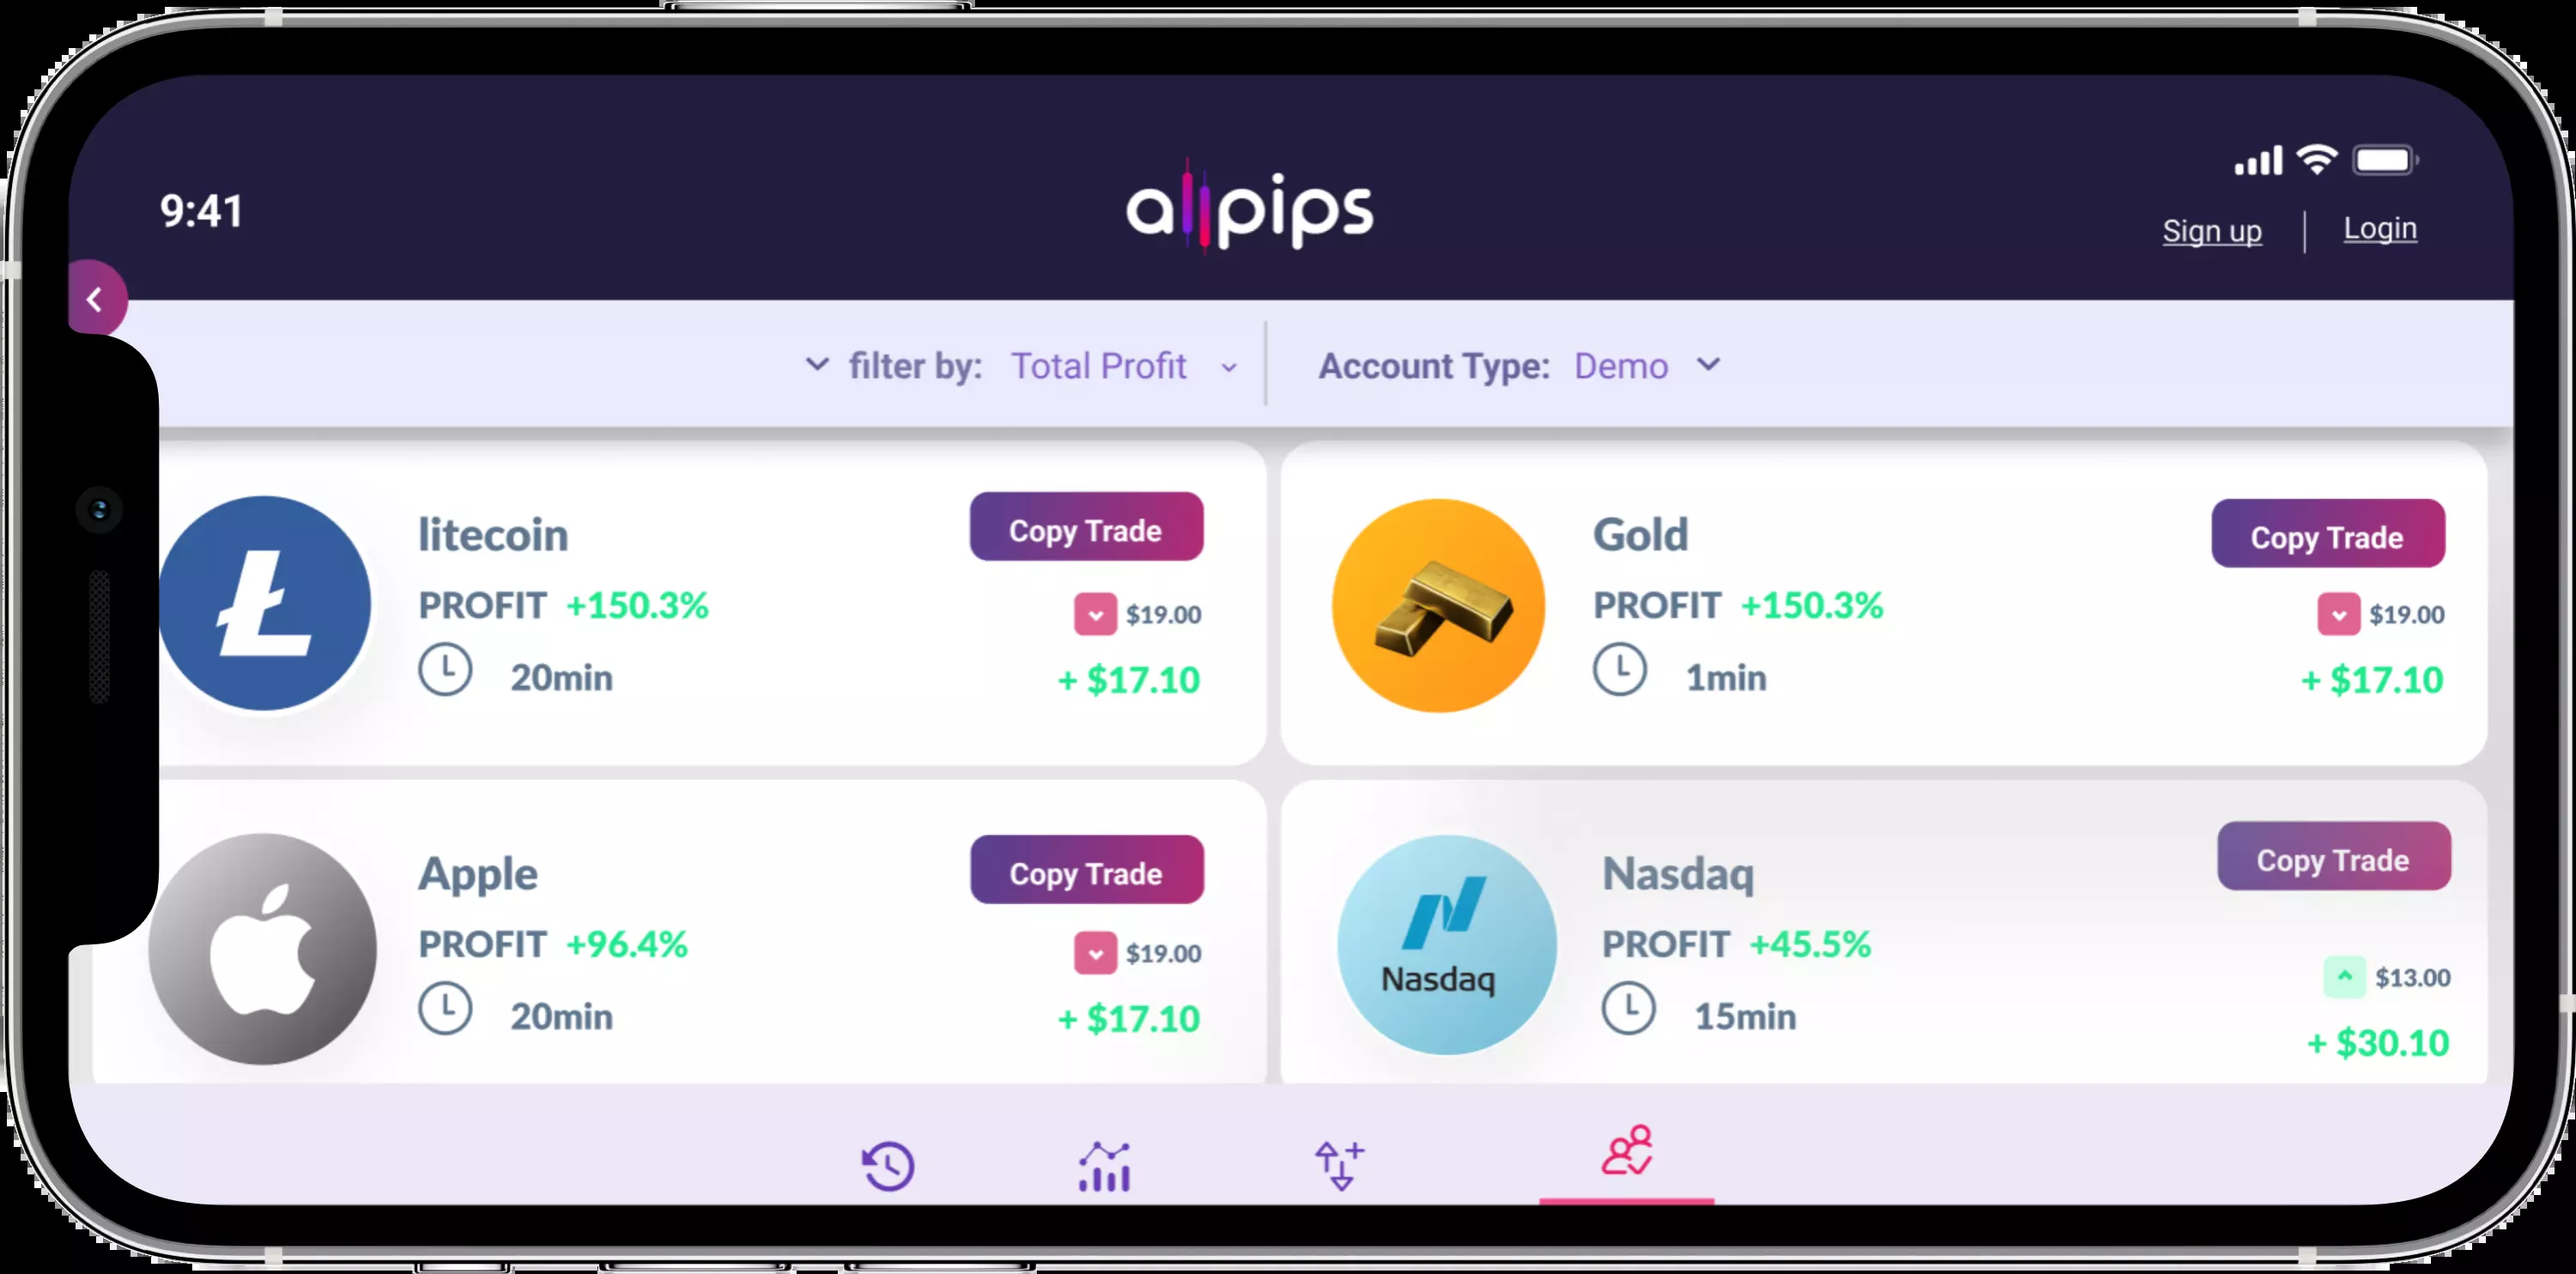 9:41
allpips
Sign up | Login
filter by: Total Profit
Account Type: Demo
litecoin
Copy Trade
PROFIT +150.3%
$19.00
20min
+ $17.10
Gold
Copy Trade
PROFIT +150.3%
$19.00
1min
+ $17.10
Apple
Copy Trade
PROFIT +96.4%
$19.00
20min
+ $17.10
Nasdaq
Nasdaq
Copy Trade
PROFIT +45.5%
$13.00
15min
+ $30.10